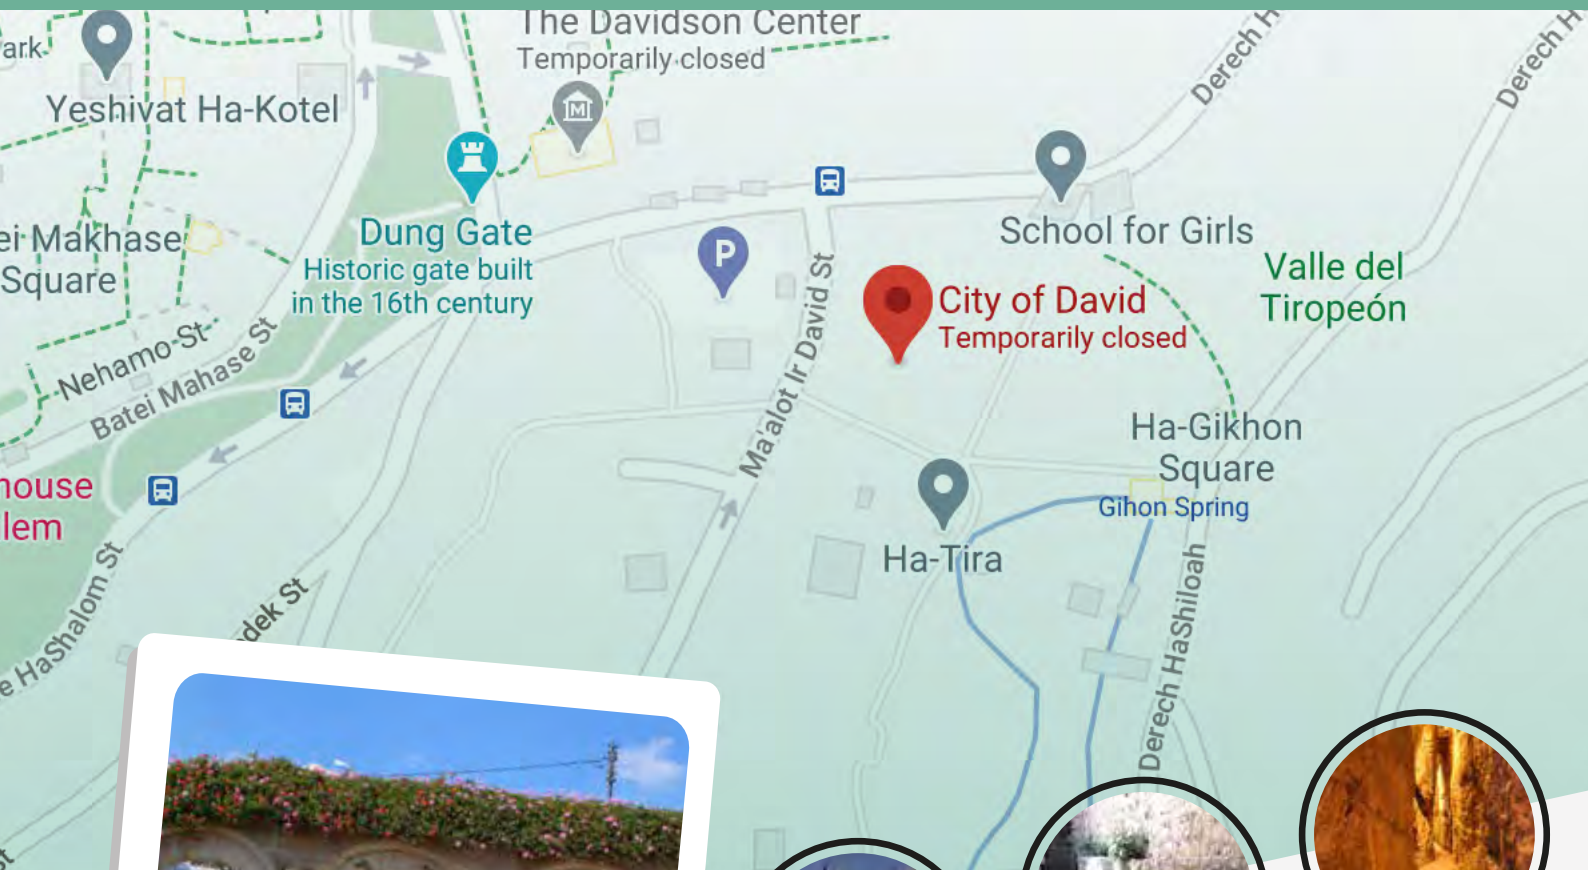 The Davidson Center
Temporarily closed
ark
Yeshivat Ha-Kotel
Derech H
Derech H
Dung Gate
Historic gate built
in the 16th century
P
School for Girls
ei Makhase
Square
Valle del
Tiropeón
City of David
Temporarily closed
Nehamo St
Batei Mahase St
Ma'alot Ir David St
Ha-Gikhon
Square
Gihon Spring
house
lem
Ha-Tira
e HaShalom St
edek St
Derech HaShiloah
M